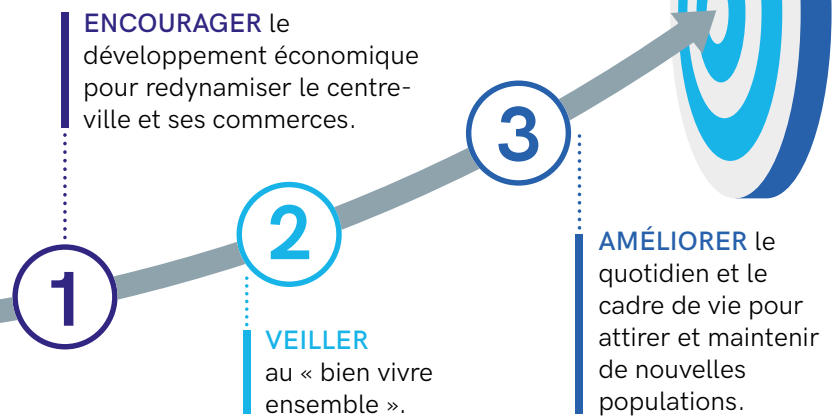 ENCOURAGER le
développement économique
pour redynamiser le centre-
ville et ses commerces.
1
2
VEILLER
au « bien vivre
ensemble ».
3
AMÉLIORER le
quotidien et le
cadre de vie pour
attirer et maintenir
de nouvelles
populations.